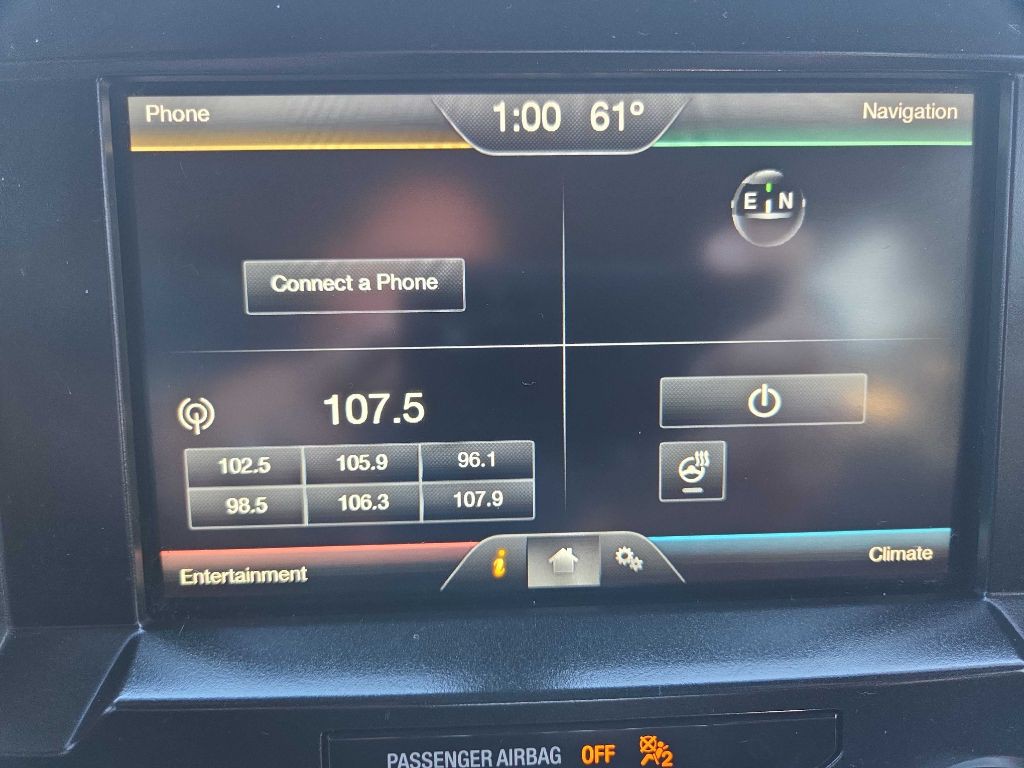 Phone
1:00 61°
Navigation
E N
Connect a Phone
107.5
102.5 105.9 96.1
98.5 106.3 107.9
i
Entertainment
Climate
PASSENGER AIRBAG OFF 2